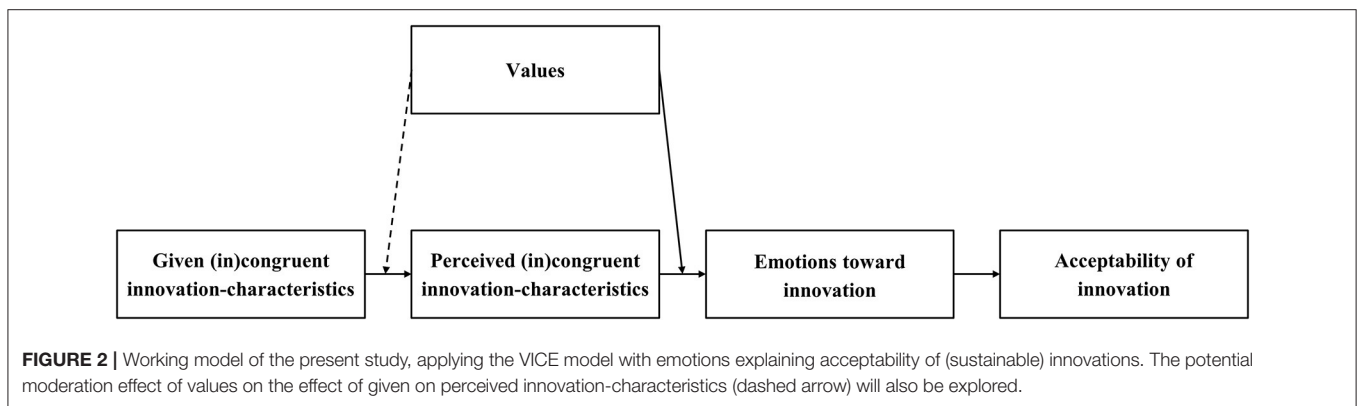 Values
Given (in)congruent
innovation-characteristics
Perceived (in)congruent
innovation-characteristics
Emotions toward
innovation
Acceptability of
innovation
FIGURE 2 | Working model of the present study, applying the VICE model with emotions explaining acceptability of (sustainable) innovations. The potential
moderation effect of values on the effect of given on perceived innovation-characteristics (dashed arrow) will also be explored.